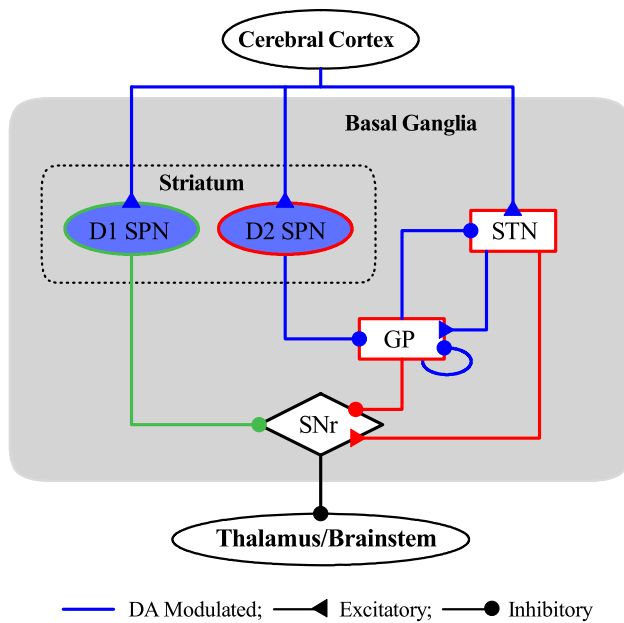 Cerebral Cortex
Basal Ganglia
Striatum
D1 SPN
D2 SPN
STN
GP
SNr
Thalamus/Brainstem
DA Modulated; Excitatory; Inhibitory